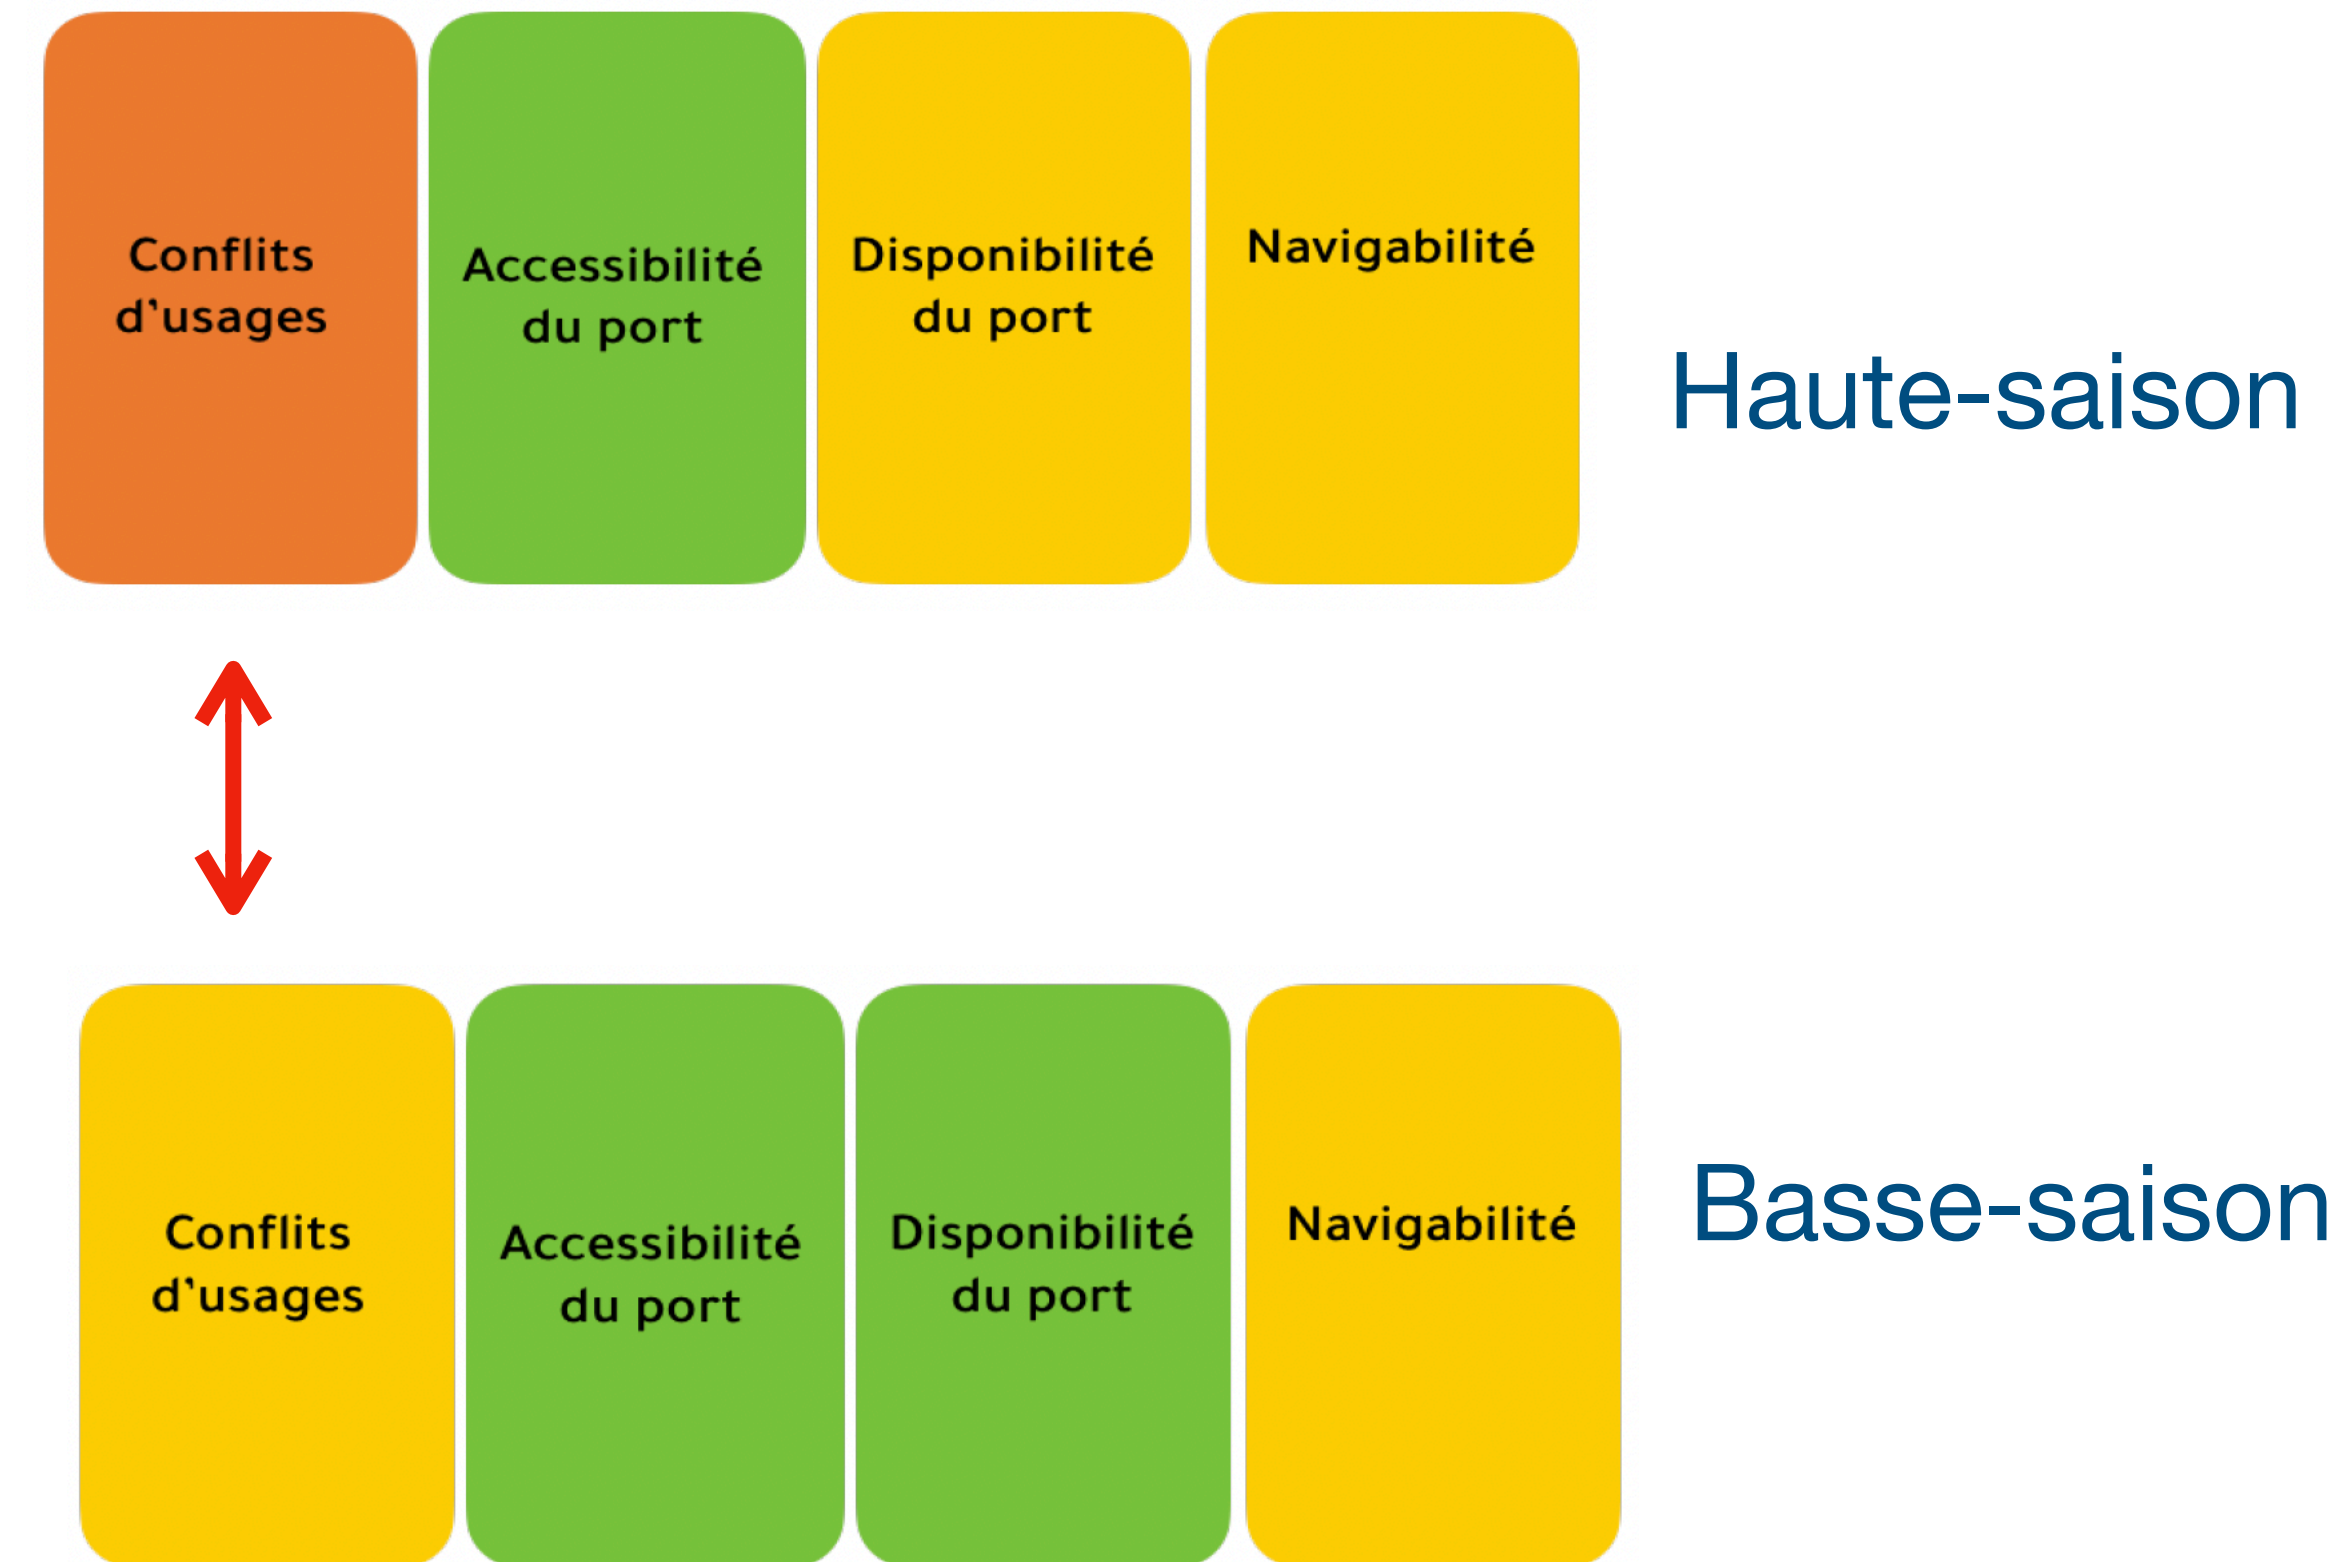 Conflits
d'usages
Accessibilité
du port
Disponibilité
du port
Navigabilité
Haute-saison
Conflits
d'usages
Accessibilité
du port
Disponibilité
du port
Navigabilité
Basse-saison